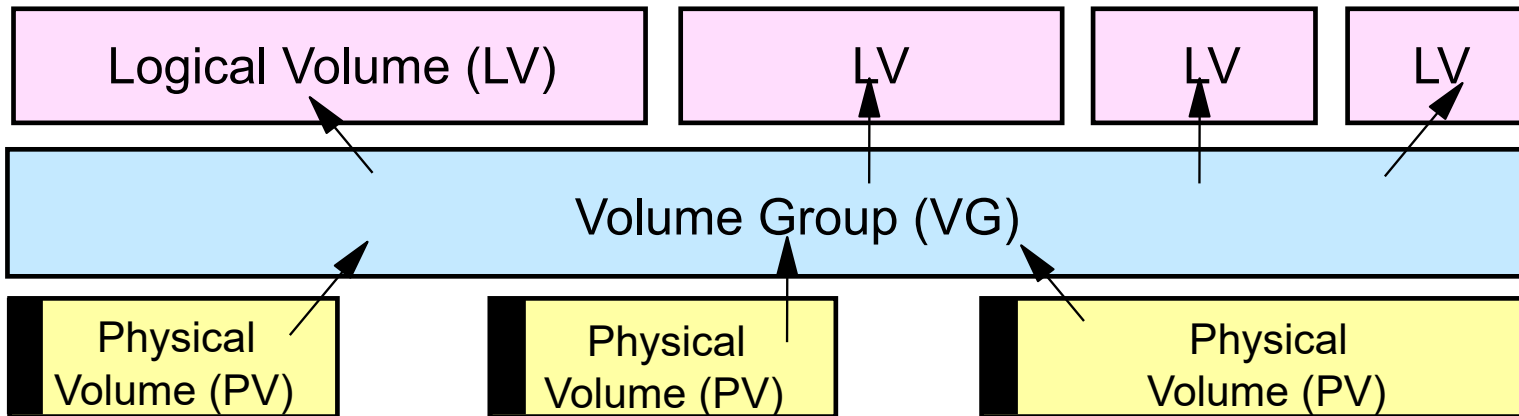 Logical Volume (LV)
LV
LV
LV
Volume Group (VG)
Physical
Volume (PV)
Physical
Volume (PV)
Physical
Volume (PV)